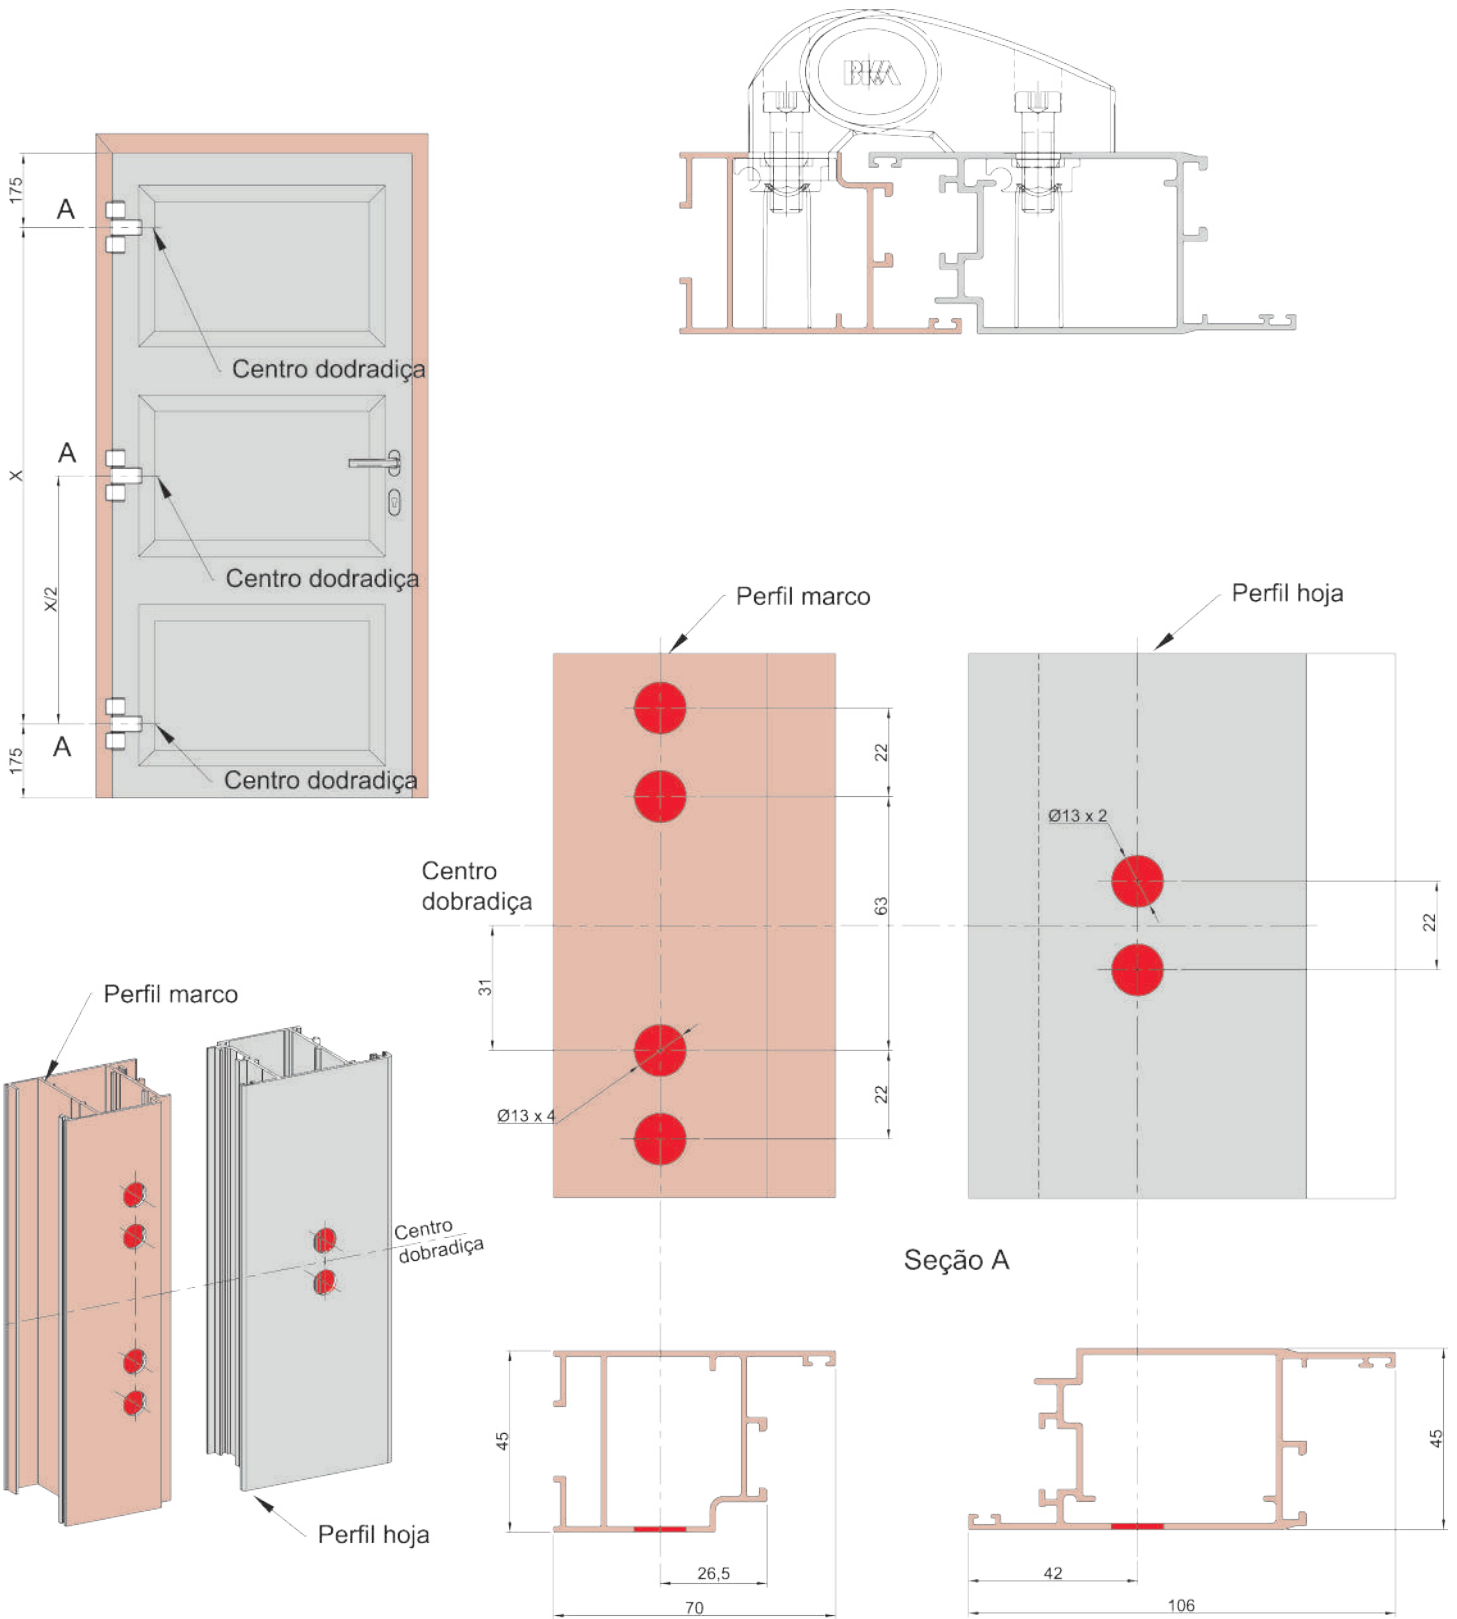 BKA
175
A
Centro dodradiça
A
X
Centro dodradiça
X/2
A
175
Centro dodradiça
Perfil marco
Perfil hoja
22
Ø13 x 2
Centro
dobradiça
63
22
31
Ø13 x 4
22
Perfil marco
Centro
dobradiça
Perfil hoja
Seção A
45
26,5
70
45
42
106